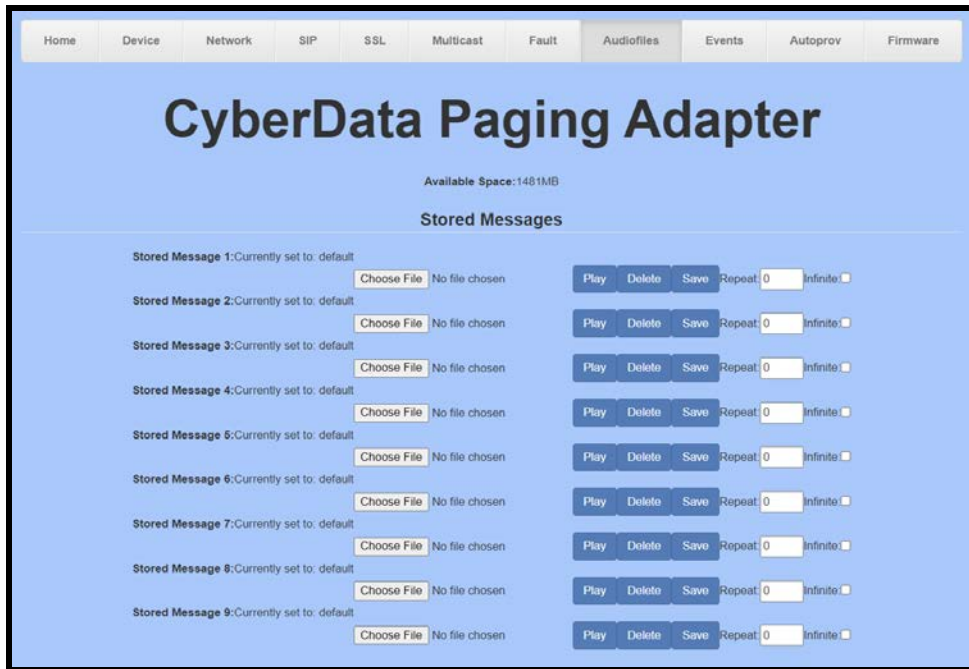 Home Device Network SIP SSL Multicast Fault Audiofiles Events Autoprov Firmware
CyberData Paging Adapter
Available Space:1481MB
Stored Messages
Stored Message 1:Currently set to: default
Choose File No file chosen Play Delete Save Repeat: 0 Infinite:
Stored Message 2:Currently set to: default
Choose File No file chosen Play Delete Save Repeat: 0 Infinite:
Stored Message 3:Currently set to: default
Choose File No file chosen Play Delete Save Repeat: 0 Infinite:
Stored Message 4:Currently set to: default
Choose File No file chosen Play Delete Save Repeat: 0 Infinite:
Stored Message 5:Currently set to: default
Choose File No file chosen Play Delete Save Repeat: 0 Infinite:
Stored Message 6:Currently set to: default
Choose File No file chosen Play Delete Save Repeat: 0 Infinite:
Stored Message 7:Currently set to: default
Choose File No file chosen Play Delete Save Repeat: 0 Infinite:
Stored Message 8:Currently set to: default
Choose File No file chosen Play Delete Save Repeat: 0 Infinite:
Stored Message 9:Currently set to: default
Choose File No file chosen Play Delete Save Repeat: 0 Infinite: